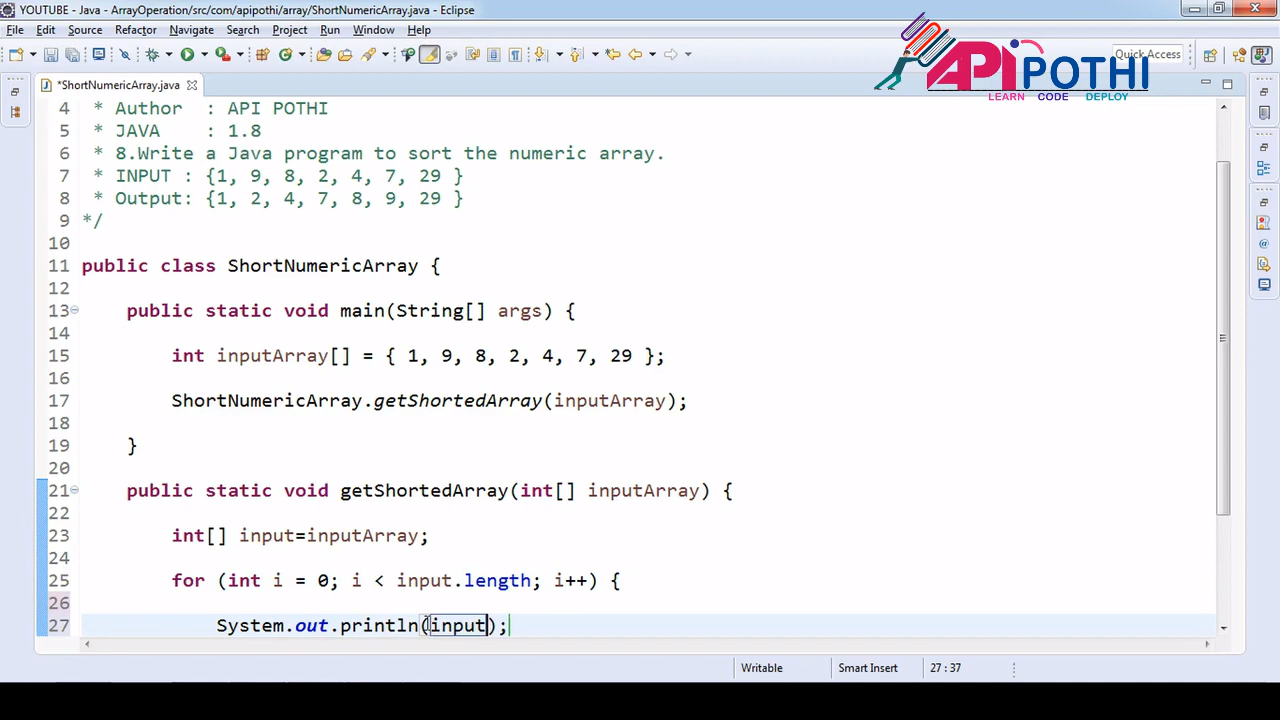 YOUTUBE - Java - ArrayOperation/src/com/apipothi/array/ShortNumericArray.java - Eclipse
File Edit Source Refactor Navigate Search Project Run Window Help
Quick Access
API POTHI
LEARN CODE DEPLOY
*ShortNumericArray.java
4 * Author : API POTHI
5 * JAVA : 1.8
6 * 8.Write a Java program to sort the numeric array.
7 * INPUT : {1, 9, 8, 2, 4, 7, 29 }
8 * Output: {1, 2, 4, 7, 8, 9, 29 }
9 */
10
11 public class ShortNumericArray {
12
13 public static void main(String[] args) {
14
15 int inputArray[] = { 1, 9, 8, 2, 4, 7, 29 };
16
17 ShortNumericArray.getShortedArray(inputArray);
18
19 }
20
21 public static void getShortedArray(int[] inputArray) {
22
23 int[] input=inputArray;
24
25 for (int i = 0; i < input.length; i++) {
26
27 System.out.println(input);
Writable Smart Insert 27 : 37